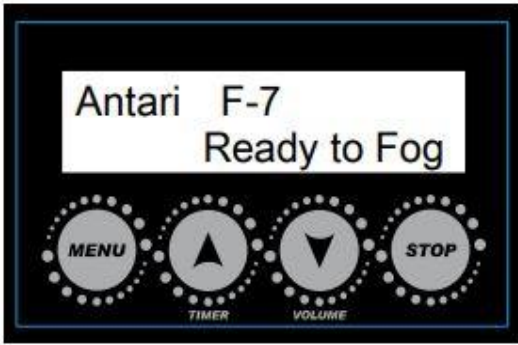 Antari F-7
Ready to Fog
MENU
STOP
TIMER
VOLUME